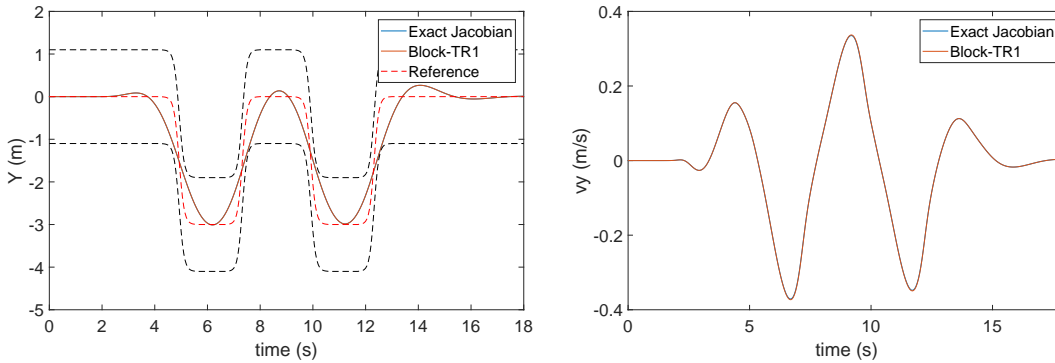 2
1
0
-1
-2
-3
-4
-5
Y (m)
Exact Jacobian
Block-TR1
Reference
0 2 4 6 8 10 12 14 16 18
time (s)
0.4
0.2
0
-0.2
-0.4
vy (m/s)
Exact Jacobian
Block-TR1
0 5 10 15
time (s)